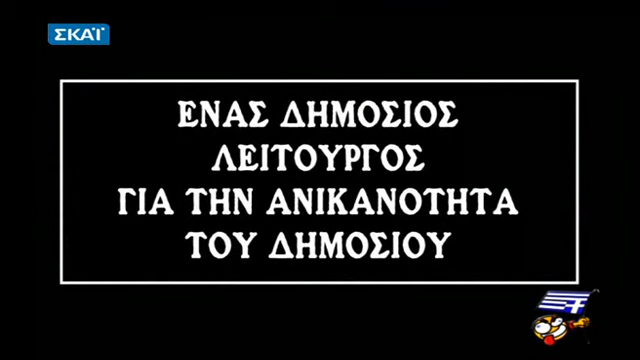 ΣΚΑΪ
ΕΝΑΣ ΔΗΜΟΣΙΟΣ
ΛΕΙΤΟΥΡΓΟΣ
ΓΙΑ ΤΗΝ ΑΝΙΚΑΝΟΤΗΤΑ
ΤΟΥ ΔΗΜΟΣΙΟΥ